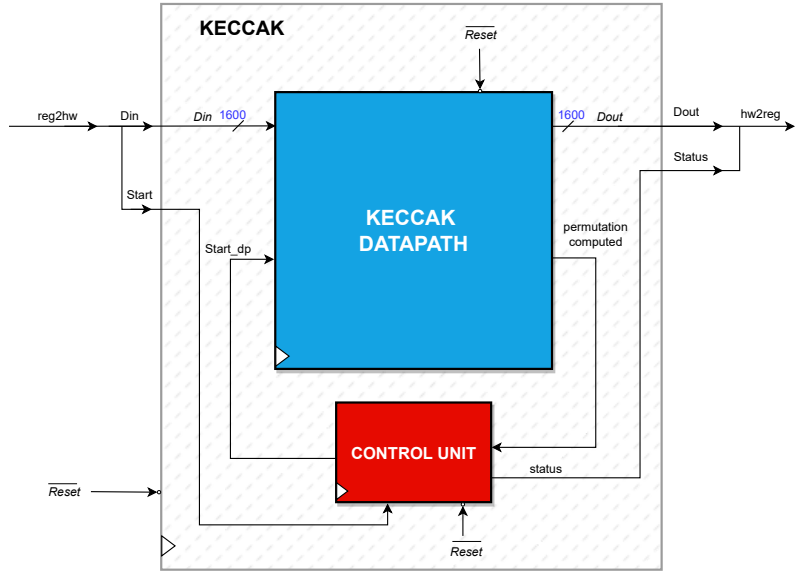 KECCAK
Reset
reg2hw
Din
Din
1600
1600
Dout
Dout
hw2reg
Status
Start
KECCAK
DATAPATH
permutation
computed
Start_dp
CONTROL UNIT
status
Reset
Reset